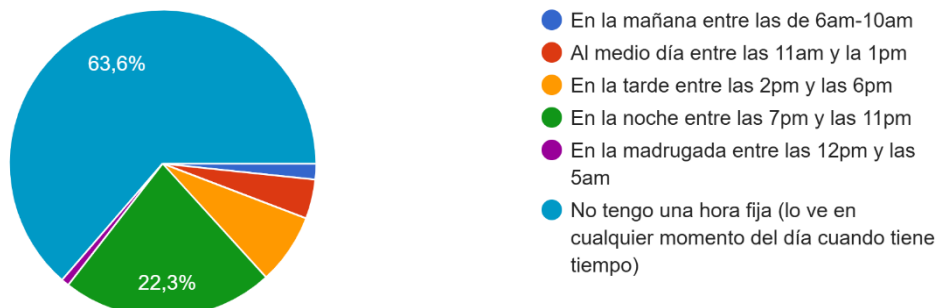 63,6%
22,3%
En la mañana entre las de 6am-10am
Al medio día entre las 11am y la 1pm
En la tarde entre las 2pm y las 6pm
En la noche entre las 7pm y las 11pm
En la madrugada entre las 12pm y las
5am
No tengo una hora fija (lo ve en
cualquier momento del día cuando tiene
tiempo)